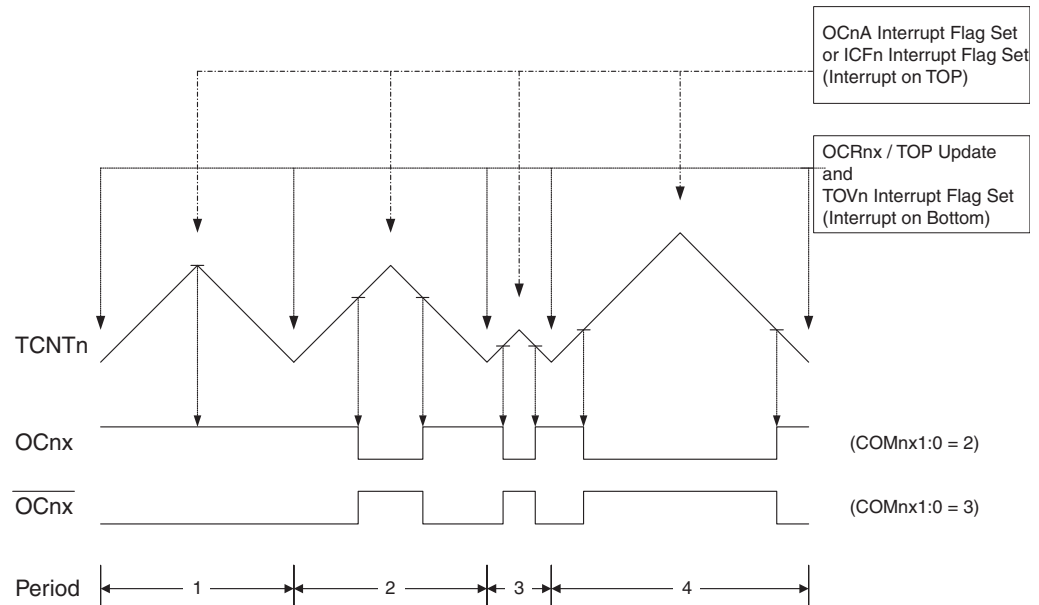 OCnA Interrupt Flag Set
or ICFn Interrupt Flag Set
(Interrupt on TOP)
OCRnx / TOP Update
and
TOVn Interrupt Flag Set
(Interrupt on Bottom)
TCNTn
OCnx
(COMnx1:0 = 2)
OCnx
(COMnx1:0 = 3)
Period
1
2
3
4